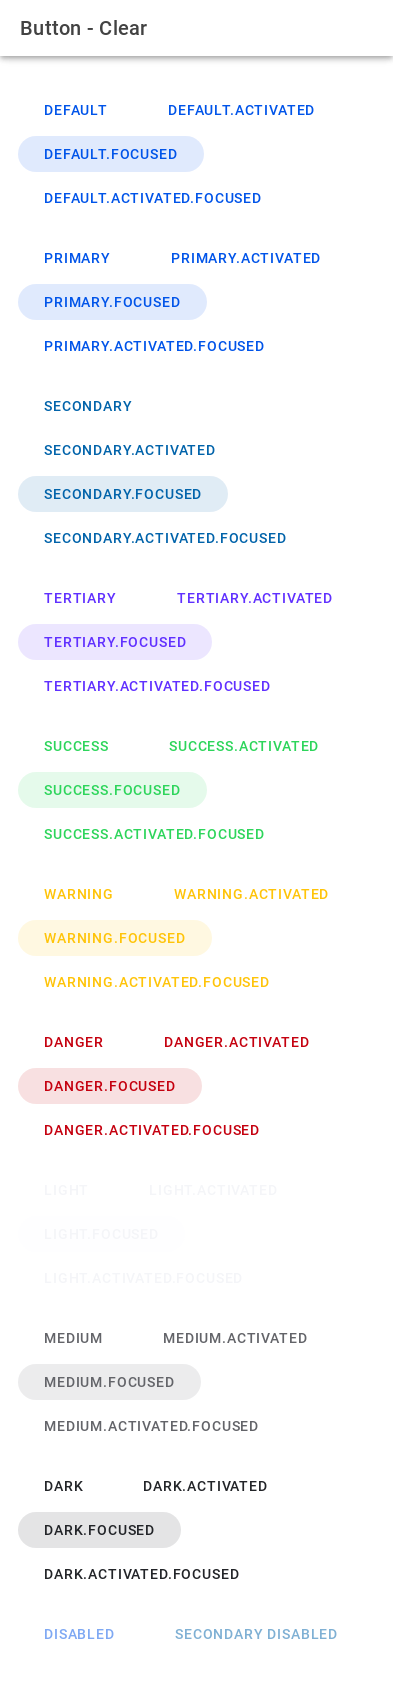 Button - Clear
DEFAULT DEFAULT.ACTIVATED
DEFAULT.FOCUSED
DEFAULT.ACTIVATED.FOCUSED
PRIMARY PRIMARY.ACTIVATED
PRIMARY.FOCUSED
PRIMARY.ACTIVATED.FOCUSED
SECONDARY
SECONDARY.ACTIVATED
SECONDARY.FOCUSED
SECONDARY.ACTIVATED.FOCUSED
TERTIARY TERTIARY.ACTIVATED
TERTIARY.FOCUSED
TERTIARY.ACTIVATED.FOCUSED
SUCCESS SUCCESS.ACTIVATED
SUCCESS.FOCUSED
SUCCESS.ACTIVATED.FOCUSED
WARNING WARNING.ACTIVATED
WARNING.FOCUSED
WARNING.ACTIVATED.FOCUSED
DANGER DANGER.ACTIVATED
DANGER.FOCUSED
DANGER.ACTIVATED.FOCUSED
LIGHT LIGHT.ACTIVATED
LIGHT.FOCUSED
LIGHT.ACTIVATED.FOCUSED
MEDIUM MEDIUM.ACTIVATED
MEDIUM.FOCUSED
MEDIUM.ACTIVATED.FOCUSED
DARK DARK.ACTIVATED
DARK.FOCUSED
DARK.ACTIVATED.FOCUSED
DISABLED SECONDARY DISABLED